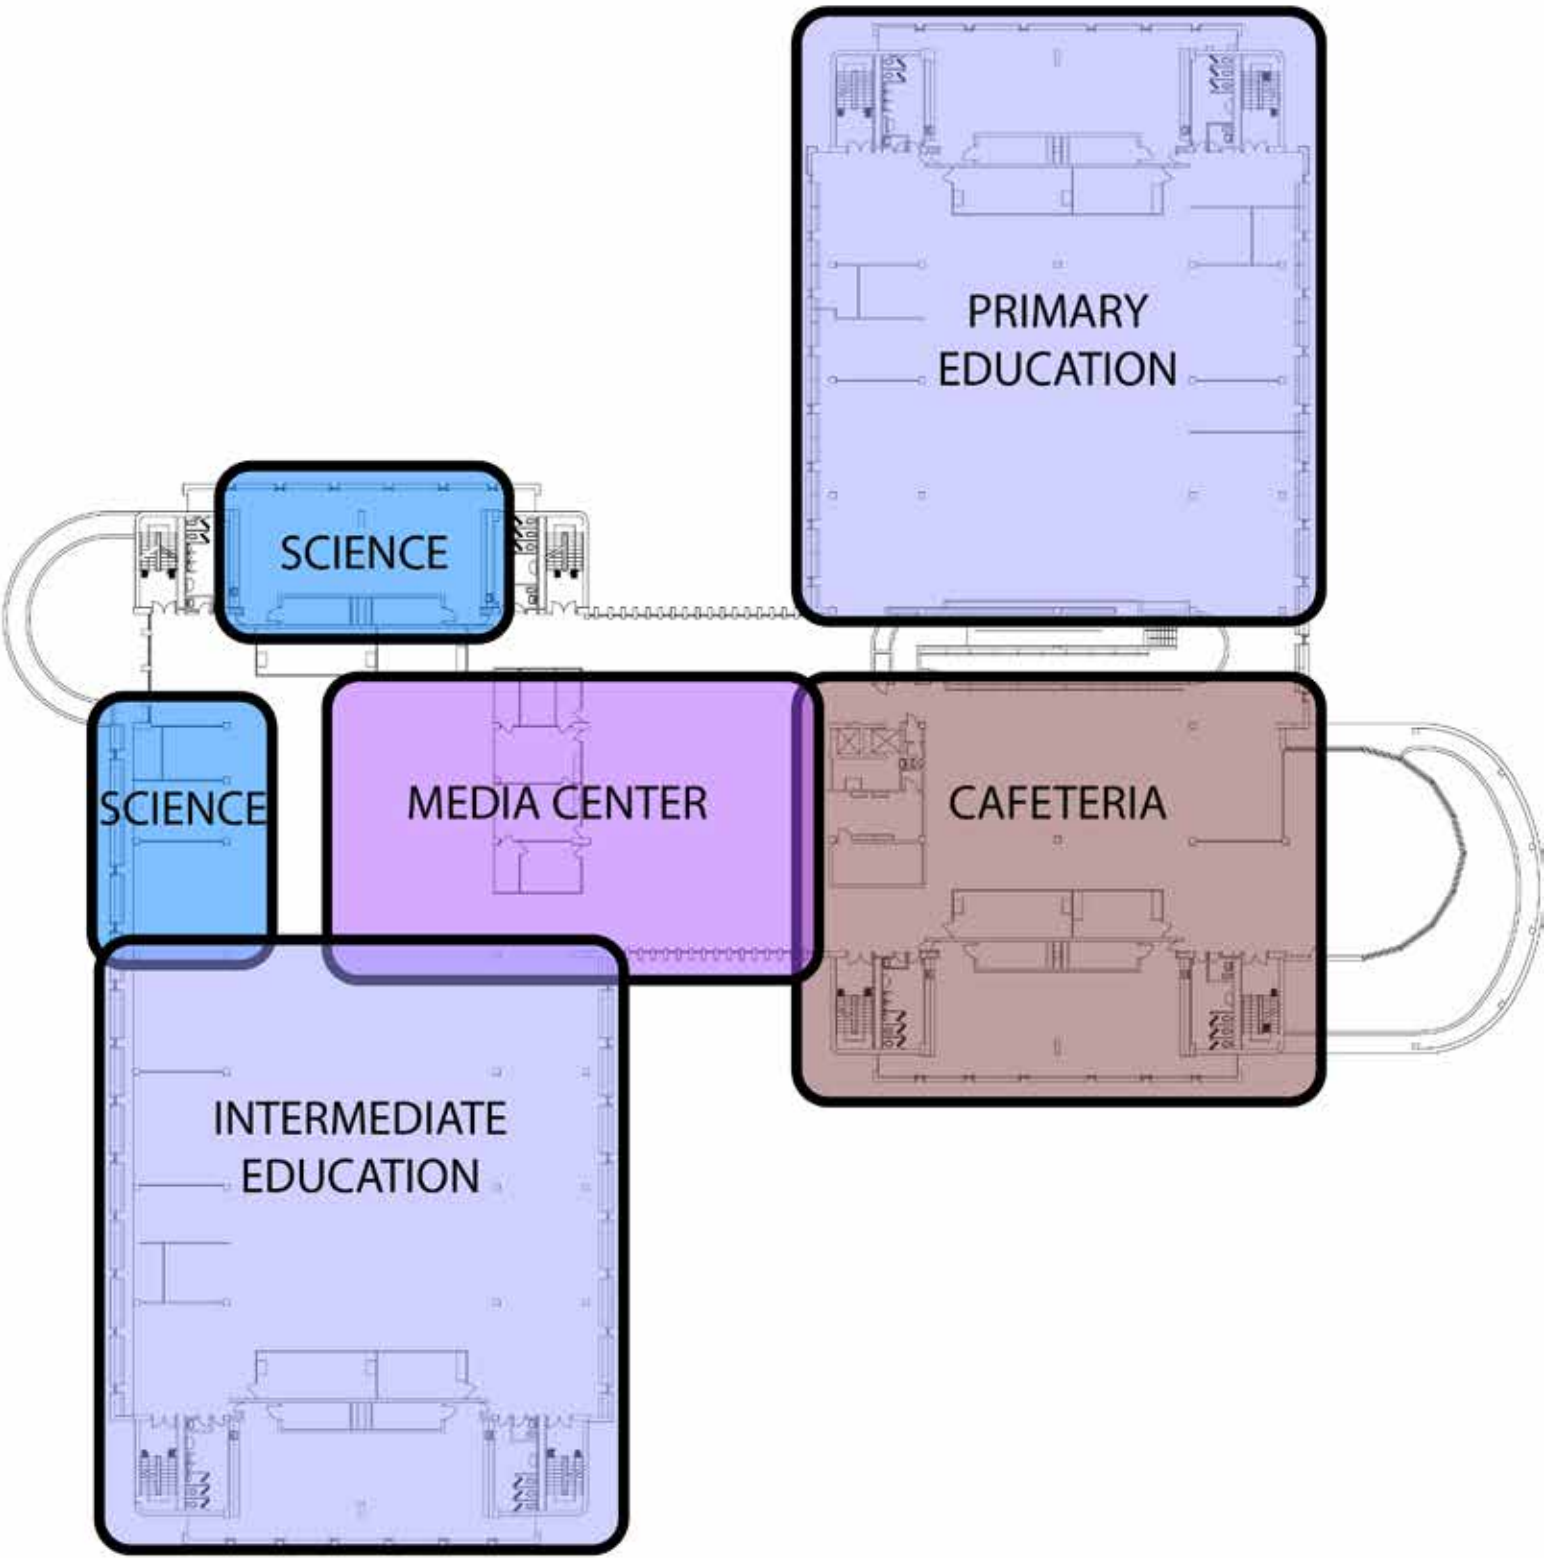 PRIMARY
EDUCATION
SCIENCE
SCIENCE
MEDIA CENTER
CAFETERIA
INTERMEDIATE
EDUCATION